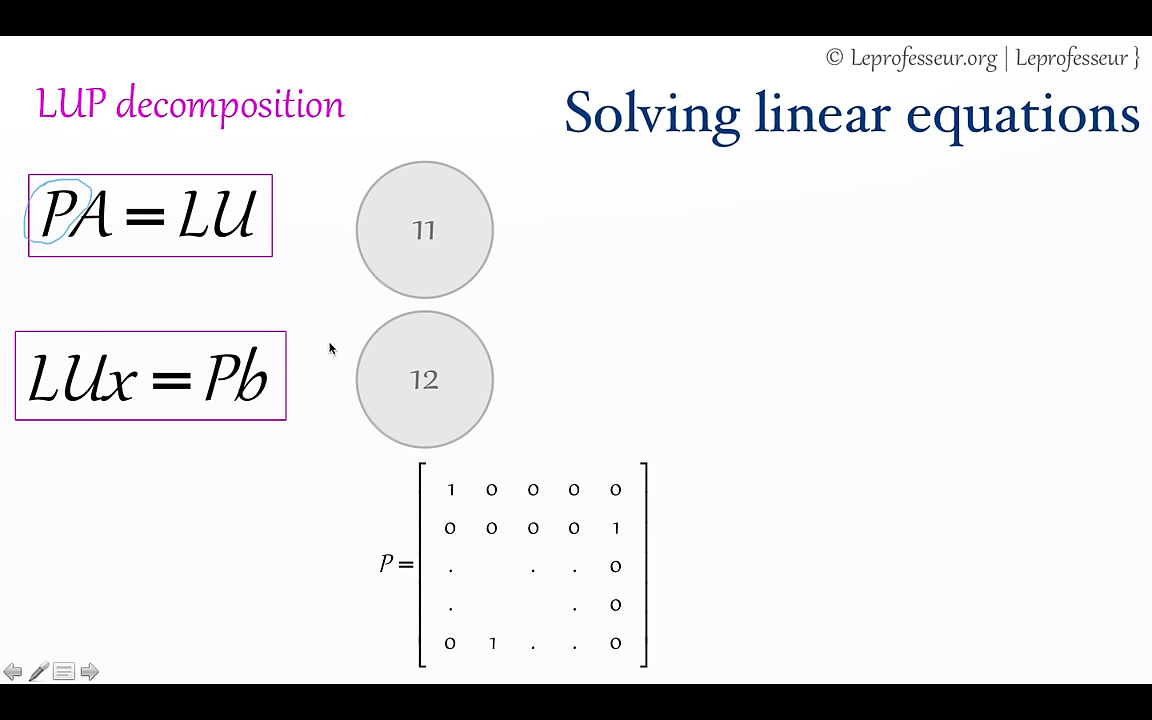 © Leprofesseur.org | Leprofesseur }
LUP decomposition
Solving linear equations
PA = LU
11
LUx = Pb
12
1 0 0 0 0
0 0 0 0 1
. . . 0
P =
. . 0
0 1 . . 0